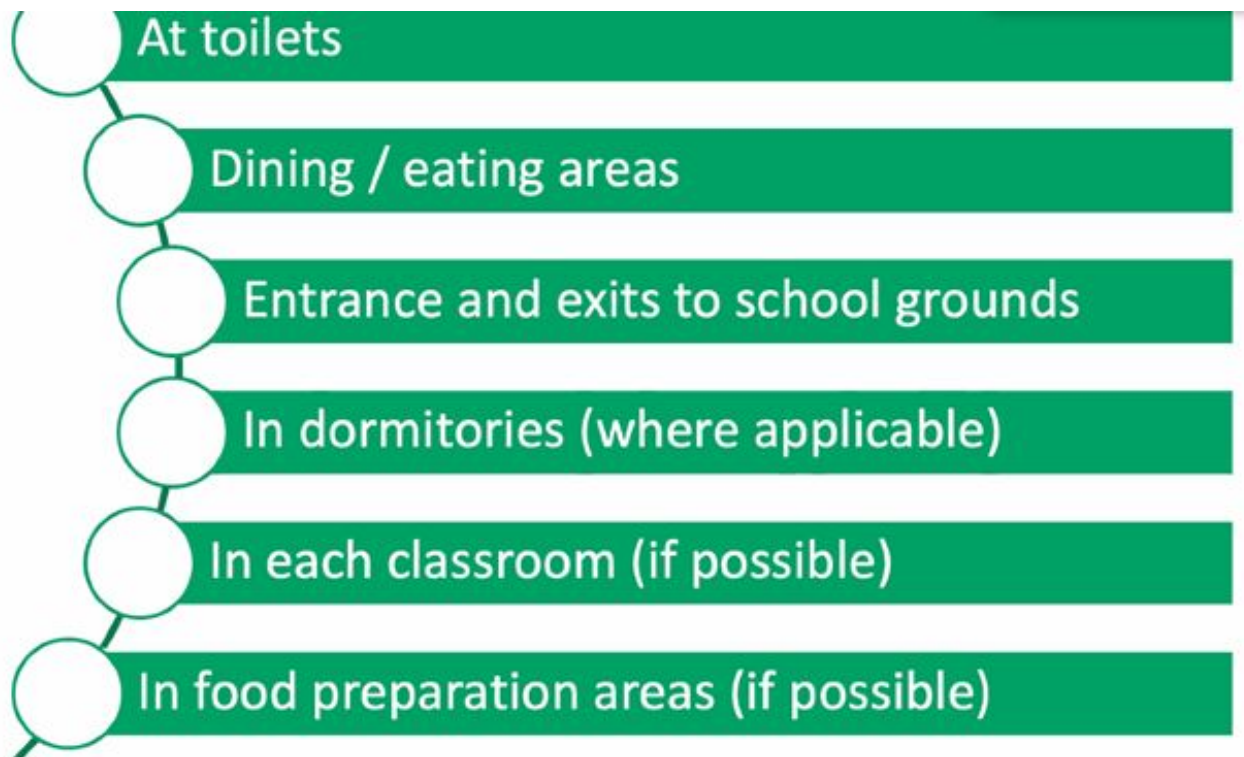 At toilets
Dining / eating areas
Entrance and exits to school grounds
In dormitories (where applicable)
In each classroom (if possible)
In food preparation areas (if possible)